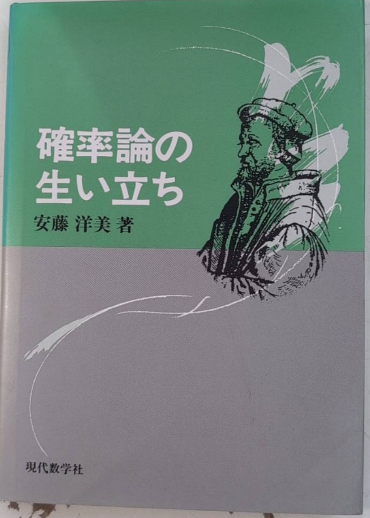 確率論の
生い立ち
安藤 洋美 著
現代数学社